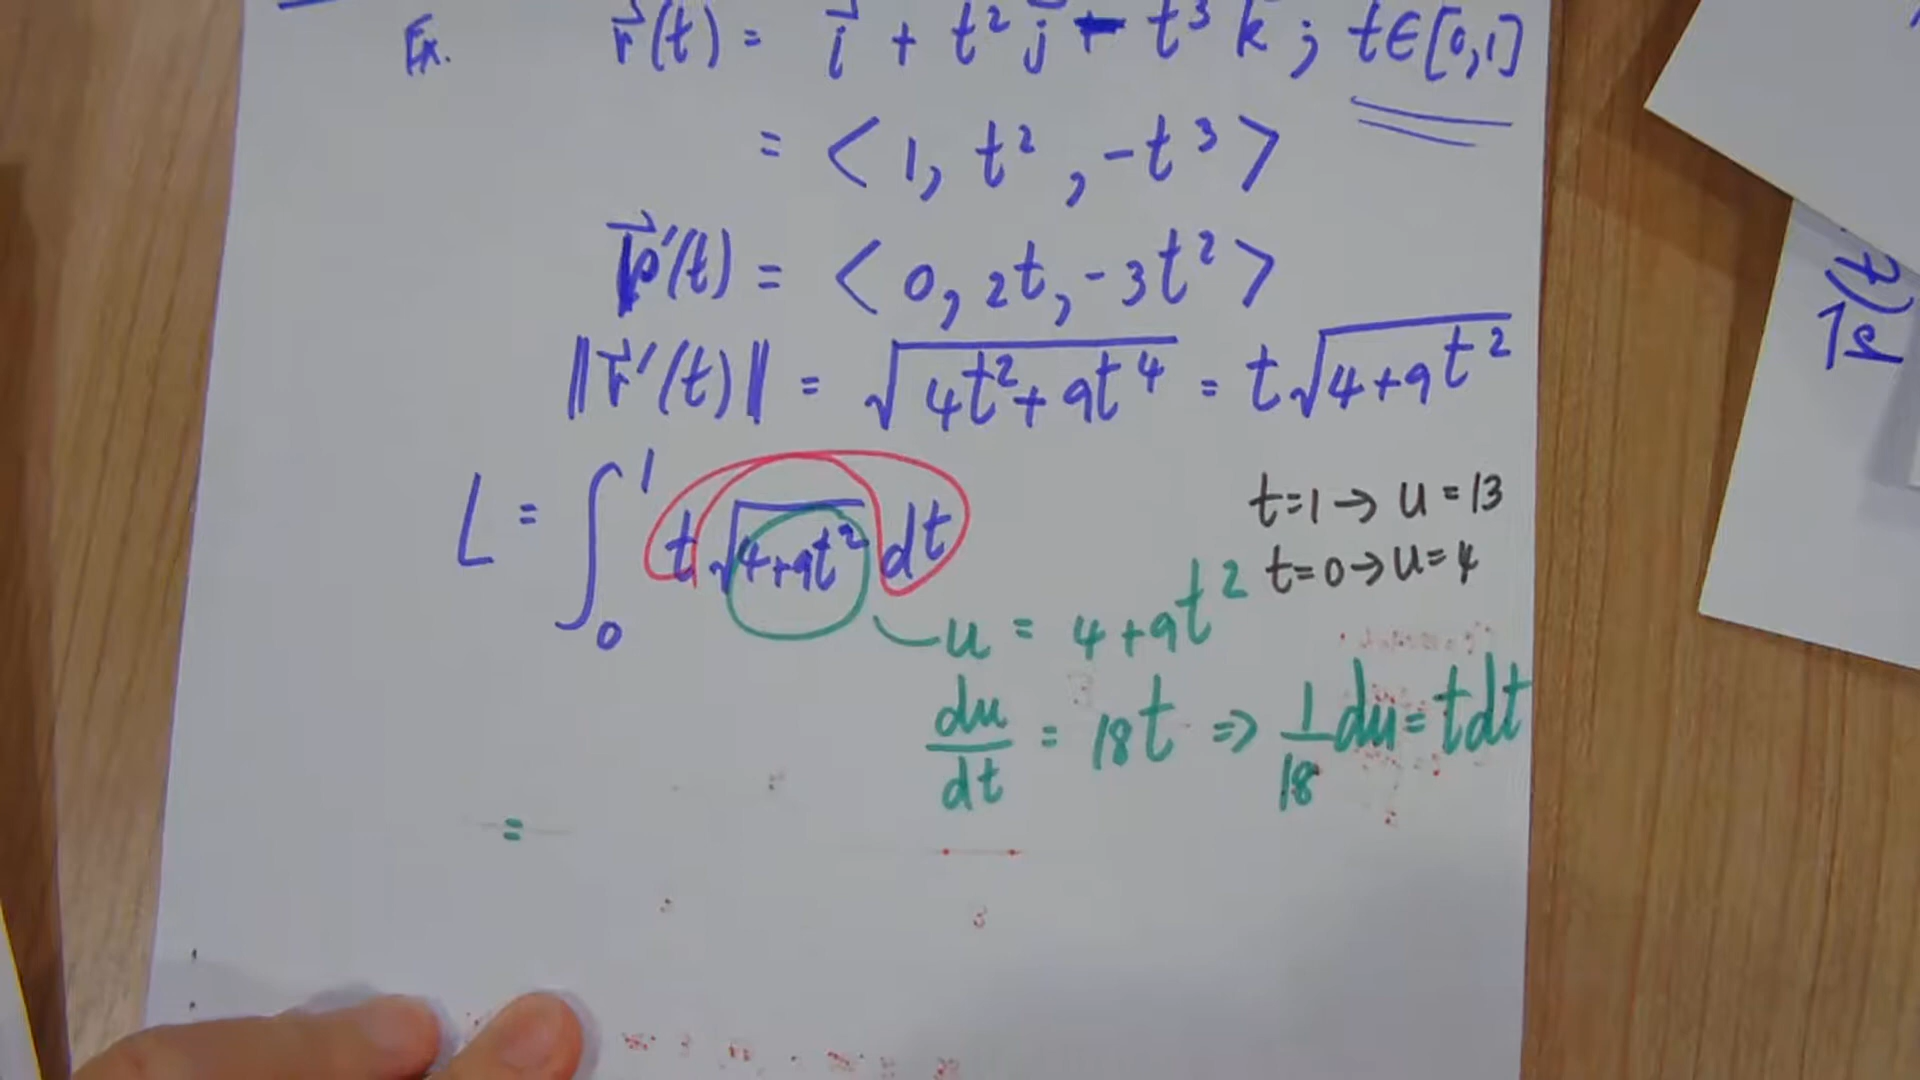 Ex. r⃗(t) = i⃗ + t² j⃗ - t³ k⃗ ; t∈[0,1]
= < 1, t², -t³ >
r⃗'(t) = < 0, 2t, -3t² >
‖r⃗'(t)‖ = √(4t²+9t⁴) = t√(4+9t²)
L = ∫₀¹ t√(4+9t²) dt
t=1 → u=13
t=0 → u=4
u = 4+9t²
du/dt = 18t ⇒ 1/18 du = tdt
=